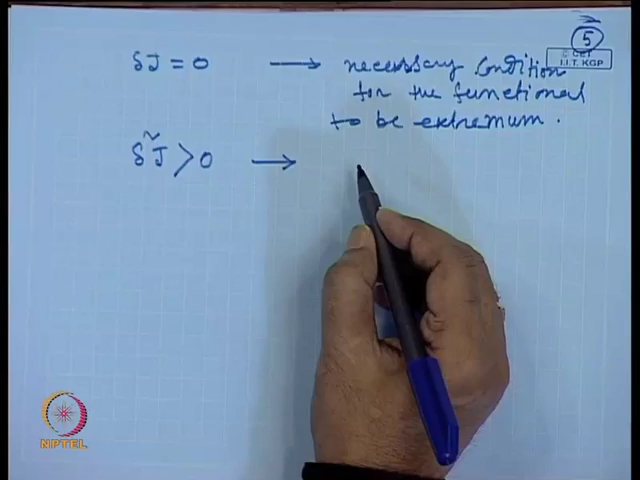 5
© CET
I.I.T. KGP
δJ = 0 → necessary condition
for the functional
to be extremum.
δ²J > 0 →
NPTEL